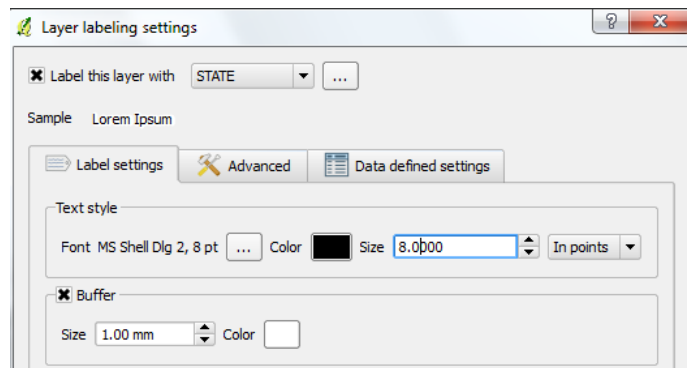 Layer labeling settings
Label this layer with STATE ...
Sample Lorem Ipsum
Label settings Advanced Data defined settings
Text style
Font MS Shell Dlg 2, 8 pt ... Color Size 8.0000 In points
Buffer
Size 1.00 mm Color